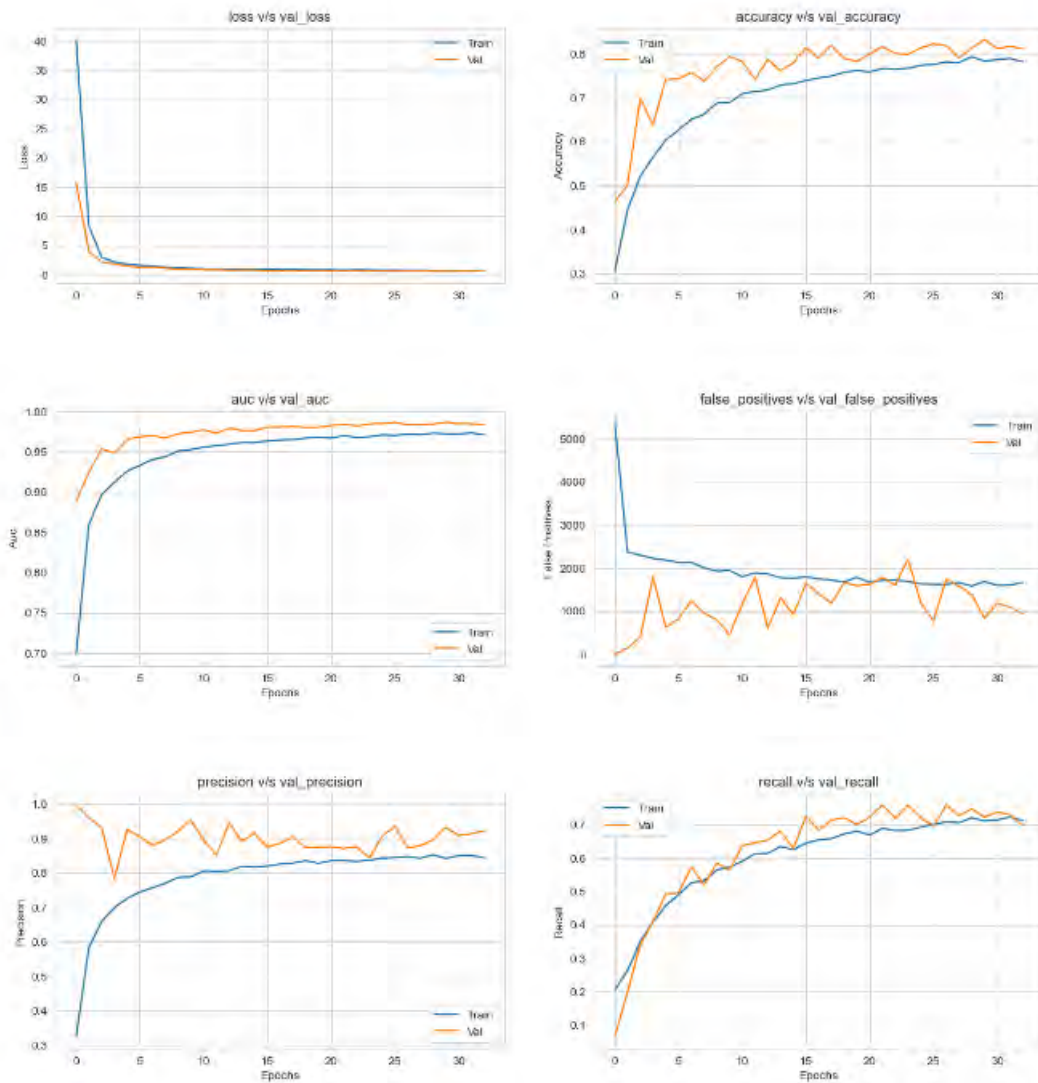 loss v/s val_loss
40
35
30
25
20
15
10
5
0
Loss
Train
Val
0 5 10 15 20 25 30
Epochs
accuracy v/s val_accuracy
0.8
0.7
0.6
0.5
0.4
0.3
Accuracy
Train
Val
0 5 10 15 20 25 30
Epochs
auc v/s val_auc
1.00
0.95
0.90
0.85
0.80
0.75
0.70
Auc
Train
Val
0 5 10 15 20 25 30
Epochs
false_positives v/s val_false_positives
5000
4000
3000
2000
1000
0
False Positives
Train
Val
0 5 10 15 20 25 30
Epochs
precision v/s val_precision
1.0
0.9
0.8
0.7
0.6
0.5
0.4
0.3
Precision
Train
Val
0 5 10 15 20 25 30
Epochs
recall v/s val_recall
0.7
0.6
0.5
0.4
0.3
0.2
0.1
Recall
Train
Val
0 5 10 15 20 25 30
Epochs